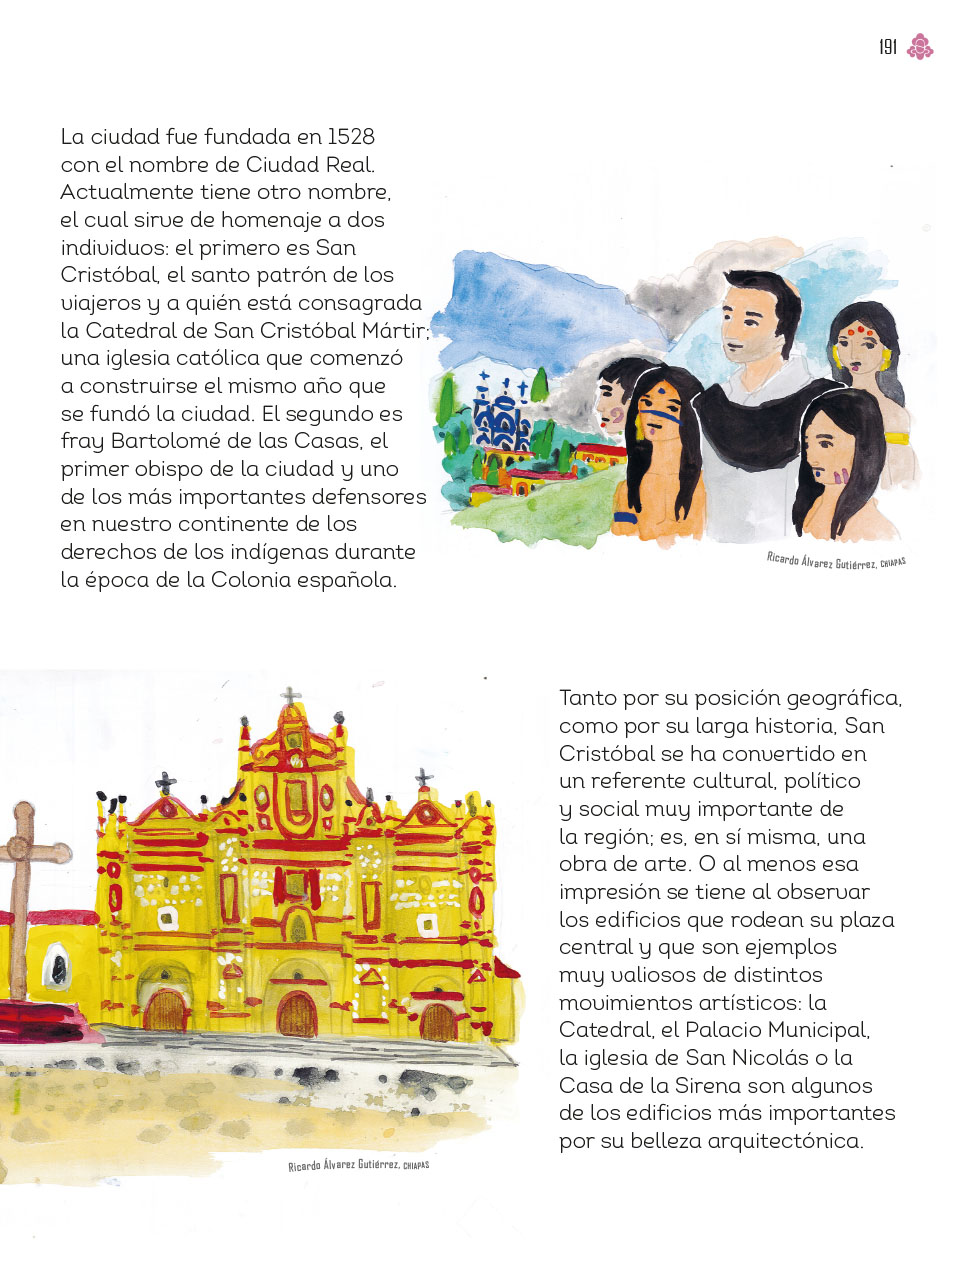 191
La ciudad fue fundada en 1528
con el nombre de Ciudad Real.
Actualmente tiene otro nombre,
el cual sirve de homenaje a dos
individuos: el primero es San
Cristóbal, el santo patrón de los
viajeros y a quién está consagrada
la Catedral de San Cristóbal Mártir;
una iglesia católica que comenzó
a construirse el mismo año que
se fundó la ciudad. El segundo es
fray Bartolomé de las Casas, el
primer obispo de la ciudad y uno
de los más importantes defensores
en nuestro continente de los
derechos de los indígenas durante
la época de la Colonia española.
Ricardo Álvarez Gutiérrez, CHIAPAS
Tanto por su posición geográfica,
como por su larga historia, San
Cristóbal se ha convertido en
un referente cultural, político
y social muy importante de
la región; es, en sí misma, una
obra de arte. O al menos esa
impresión se tiene al observar
los edificios que rodean su plaza
central y que son ejemplos
muy valiosos de distintos
movimientos artísticos: la
Catedral, el Palacio Municipal,
la iglesia de San Nicolás o la
Casa de la Sirena son algunos
de los edificios más importantes
por su belleza arquitectónica.
Ricardo Álvarez Gutiérrez, CHIAPAS